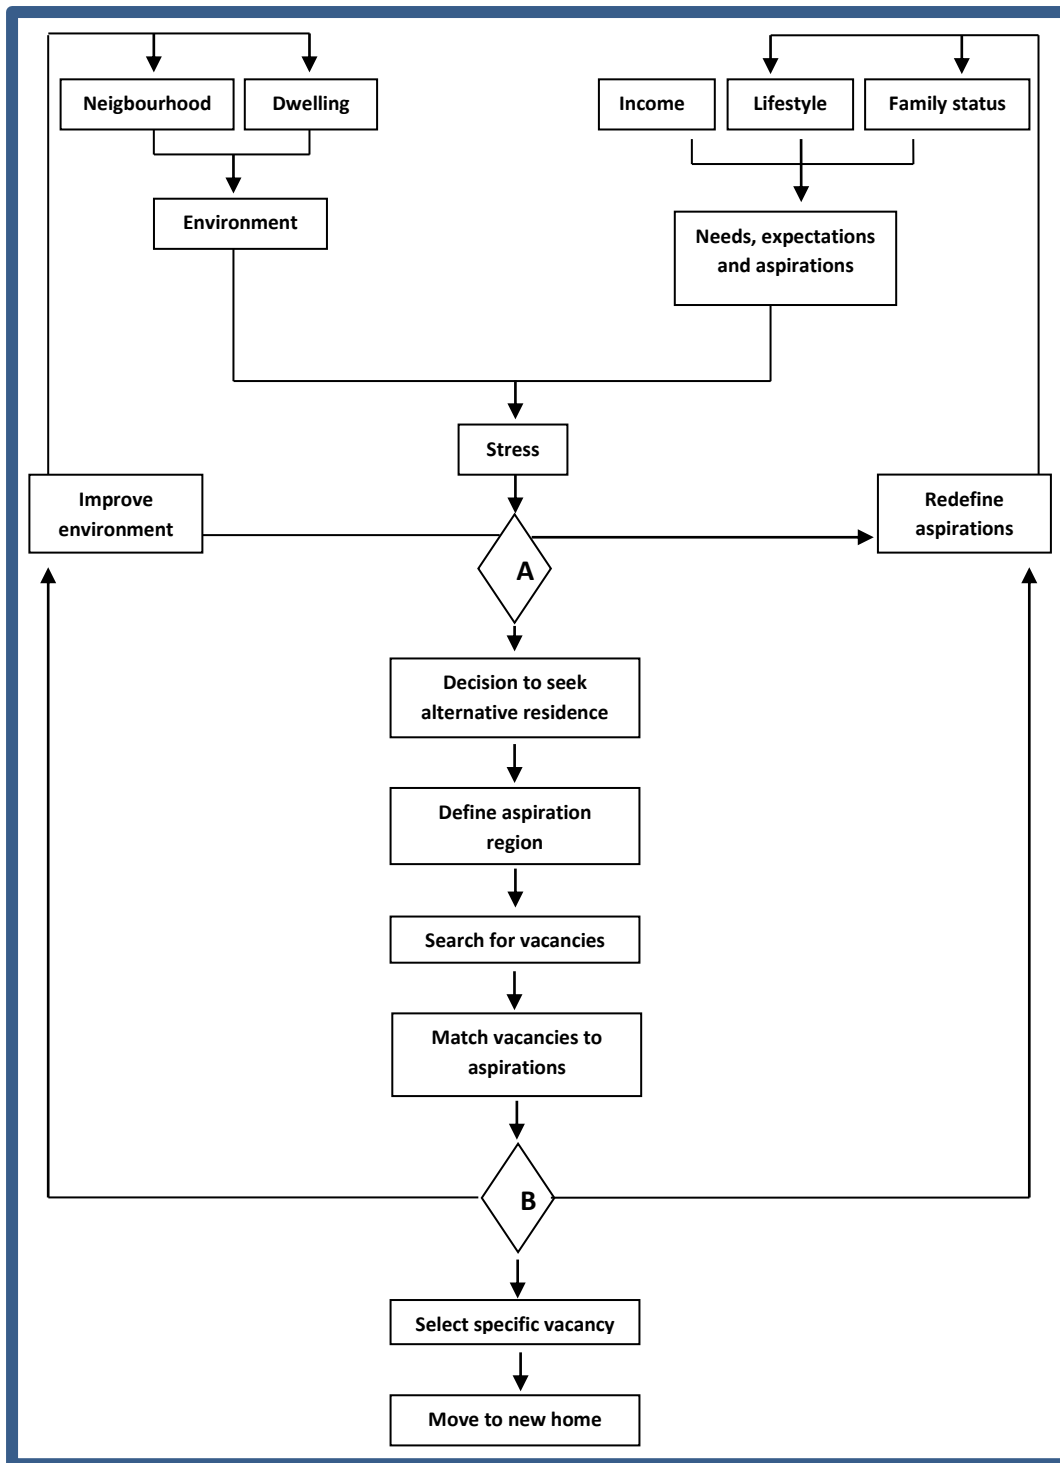 Neigbourhood
Dwelling
Income
Lifestyle
Family status
Environment
Needs, expectations
and aspirations
Stress
Improve
environment
Redefine
aspirations
A
Decision to seek
alternative residence
Define aspiration
region
Search for vacancies
Match vacancies to
aspirations
B
Select specific vacancy
Move to new home